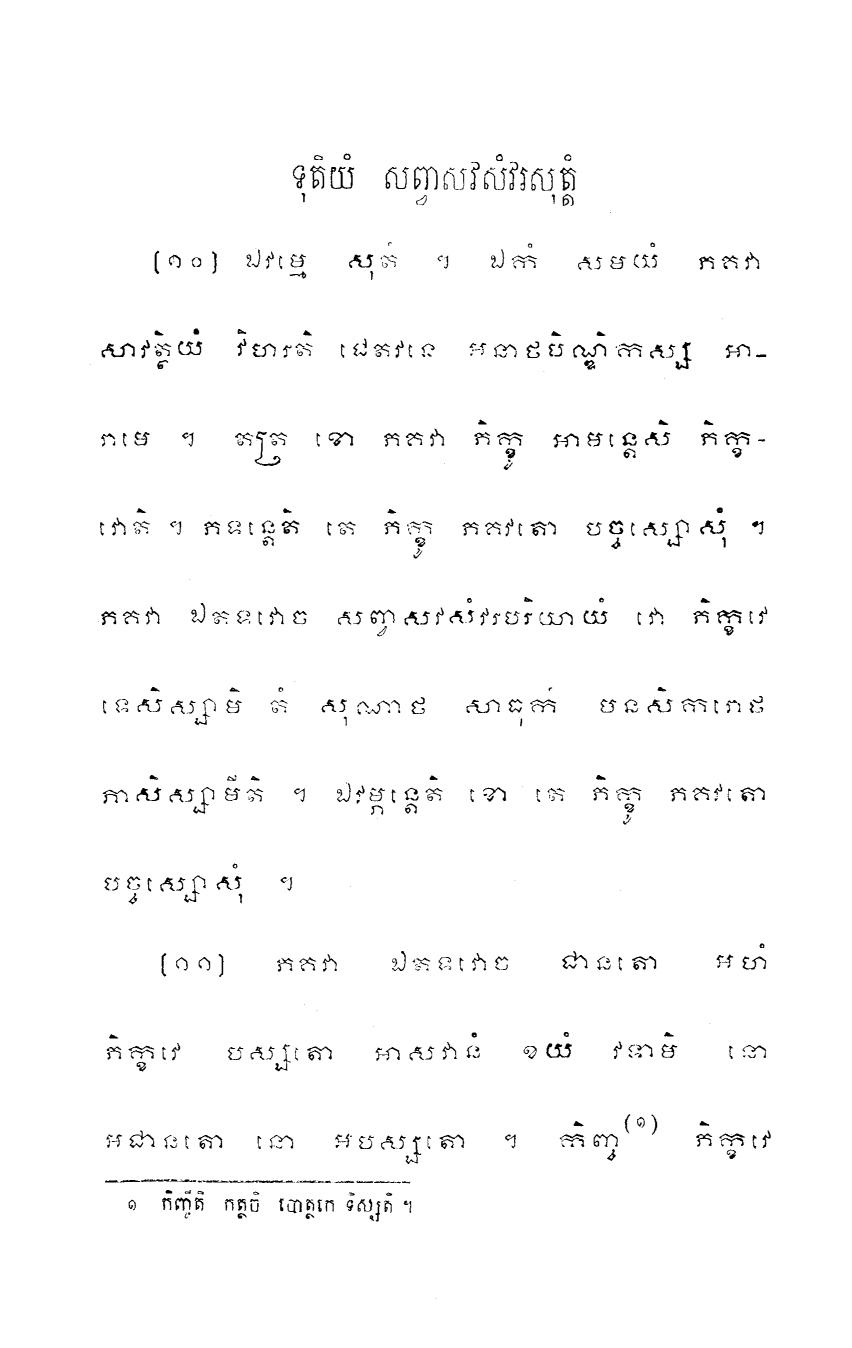 ទុតិយំ សព្វាសវសំវរសុត្តំ
(១០) ឯវម្មេ សុតំ ។ ឯកំ សមយំ ភគវា
សាវត្ថិយំ វិហរតិ ជេតវនេ អនាថបិណ្ឌិកស្ស អា-
រាមេ ។ តត្រ ខោ ភគវា ភិក្ខូ អាមន្តេសិ ភិក្ខ-
វោតិ ។ ភទន្តេតិ តេ ភិក្ខូ ភគវតោ បច្ចស្សោសុំ ។
ភគវា ឯតទវោច សព្វាសវសំវរបរិយាយំ វោ ភិក្ខវេ
ទេសិស្សាមិ តំ សុណាថ សាធុកំ មនសិការោថ
ភាសិស្សាមីតិ ។ ឯវម្ភន្តេតិ ខោ តេ ភិក្ខូ ភគវតោ
បច្ចស្សោសុំ ។
(១១) ភគវា ឯតទវោច ជានតោ អហំ
ភិក្ខវេ បស្សតោ អាសវានំ ខយំ វទាមិ នោ
អជានតោ នោ អបស្សតោ ។ កិញ្ច (១) ភិក្ខវេ
១ កិញ្ចីតិ កត្ថចិ បោត្ថកេ ទិស្សតិ ។